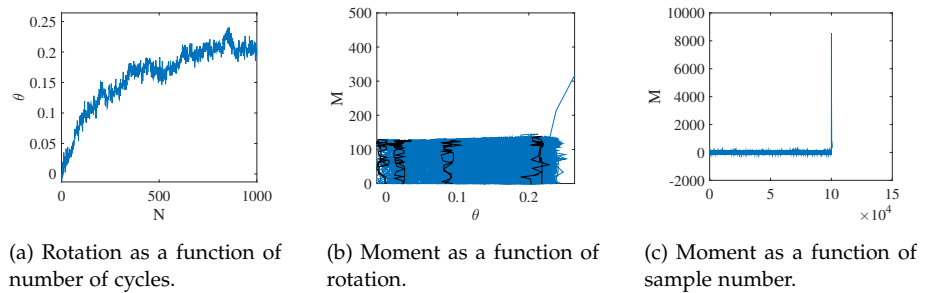 0.25
0.2
0.15
0.1
0.05
0
θ
0
500
1000
N
500
400
300
200
100
0
M
0
0.1
0.2
θ
10000
8000
6000
4000
2000
0
-2000
M
0
5
10
15
×10⁴
(a) Rotation as a function of
number of cycles.
(b) Moment as a function of
rotation.
(c) Moment as a function of
sample number.